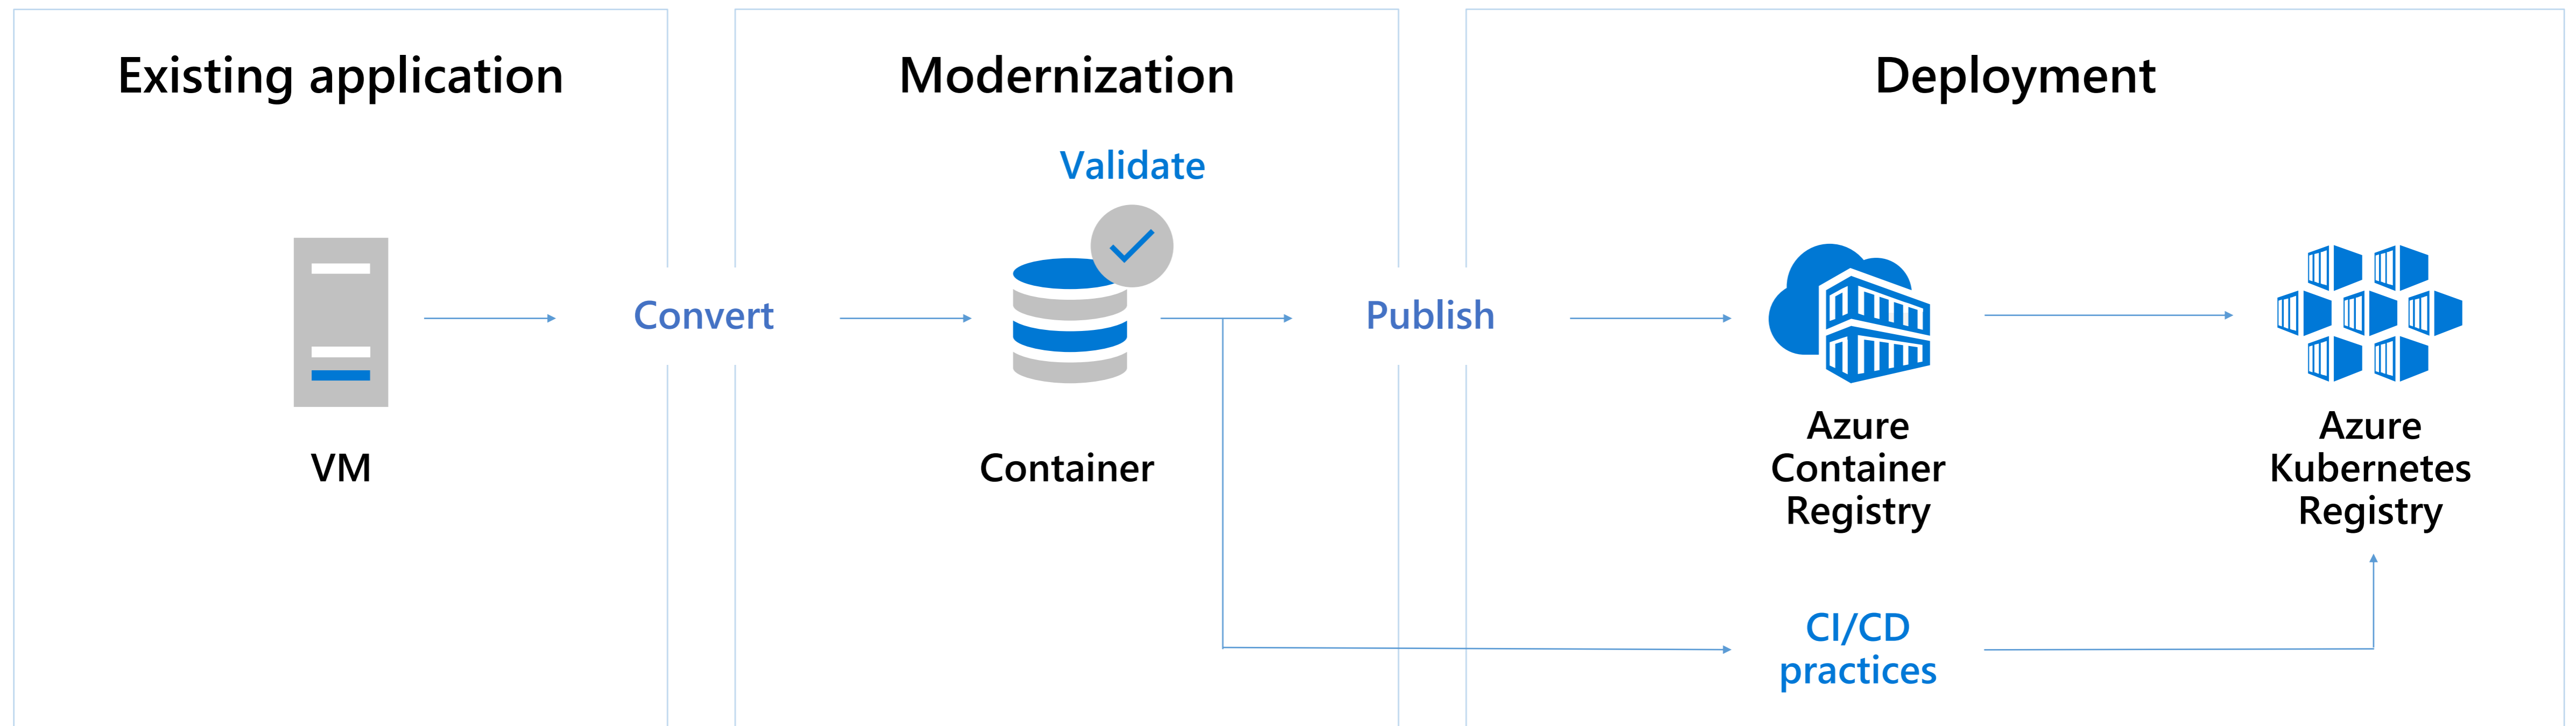 Existing application
Modernization
Deployment
Validate
Convert
Publish
VM
Container
Azure
Container
Registry
Azure
Kubernetes
Registry
CI/CD
practices